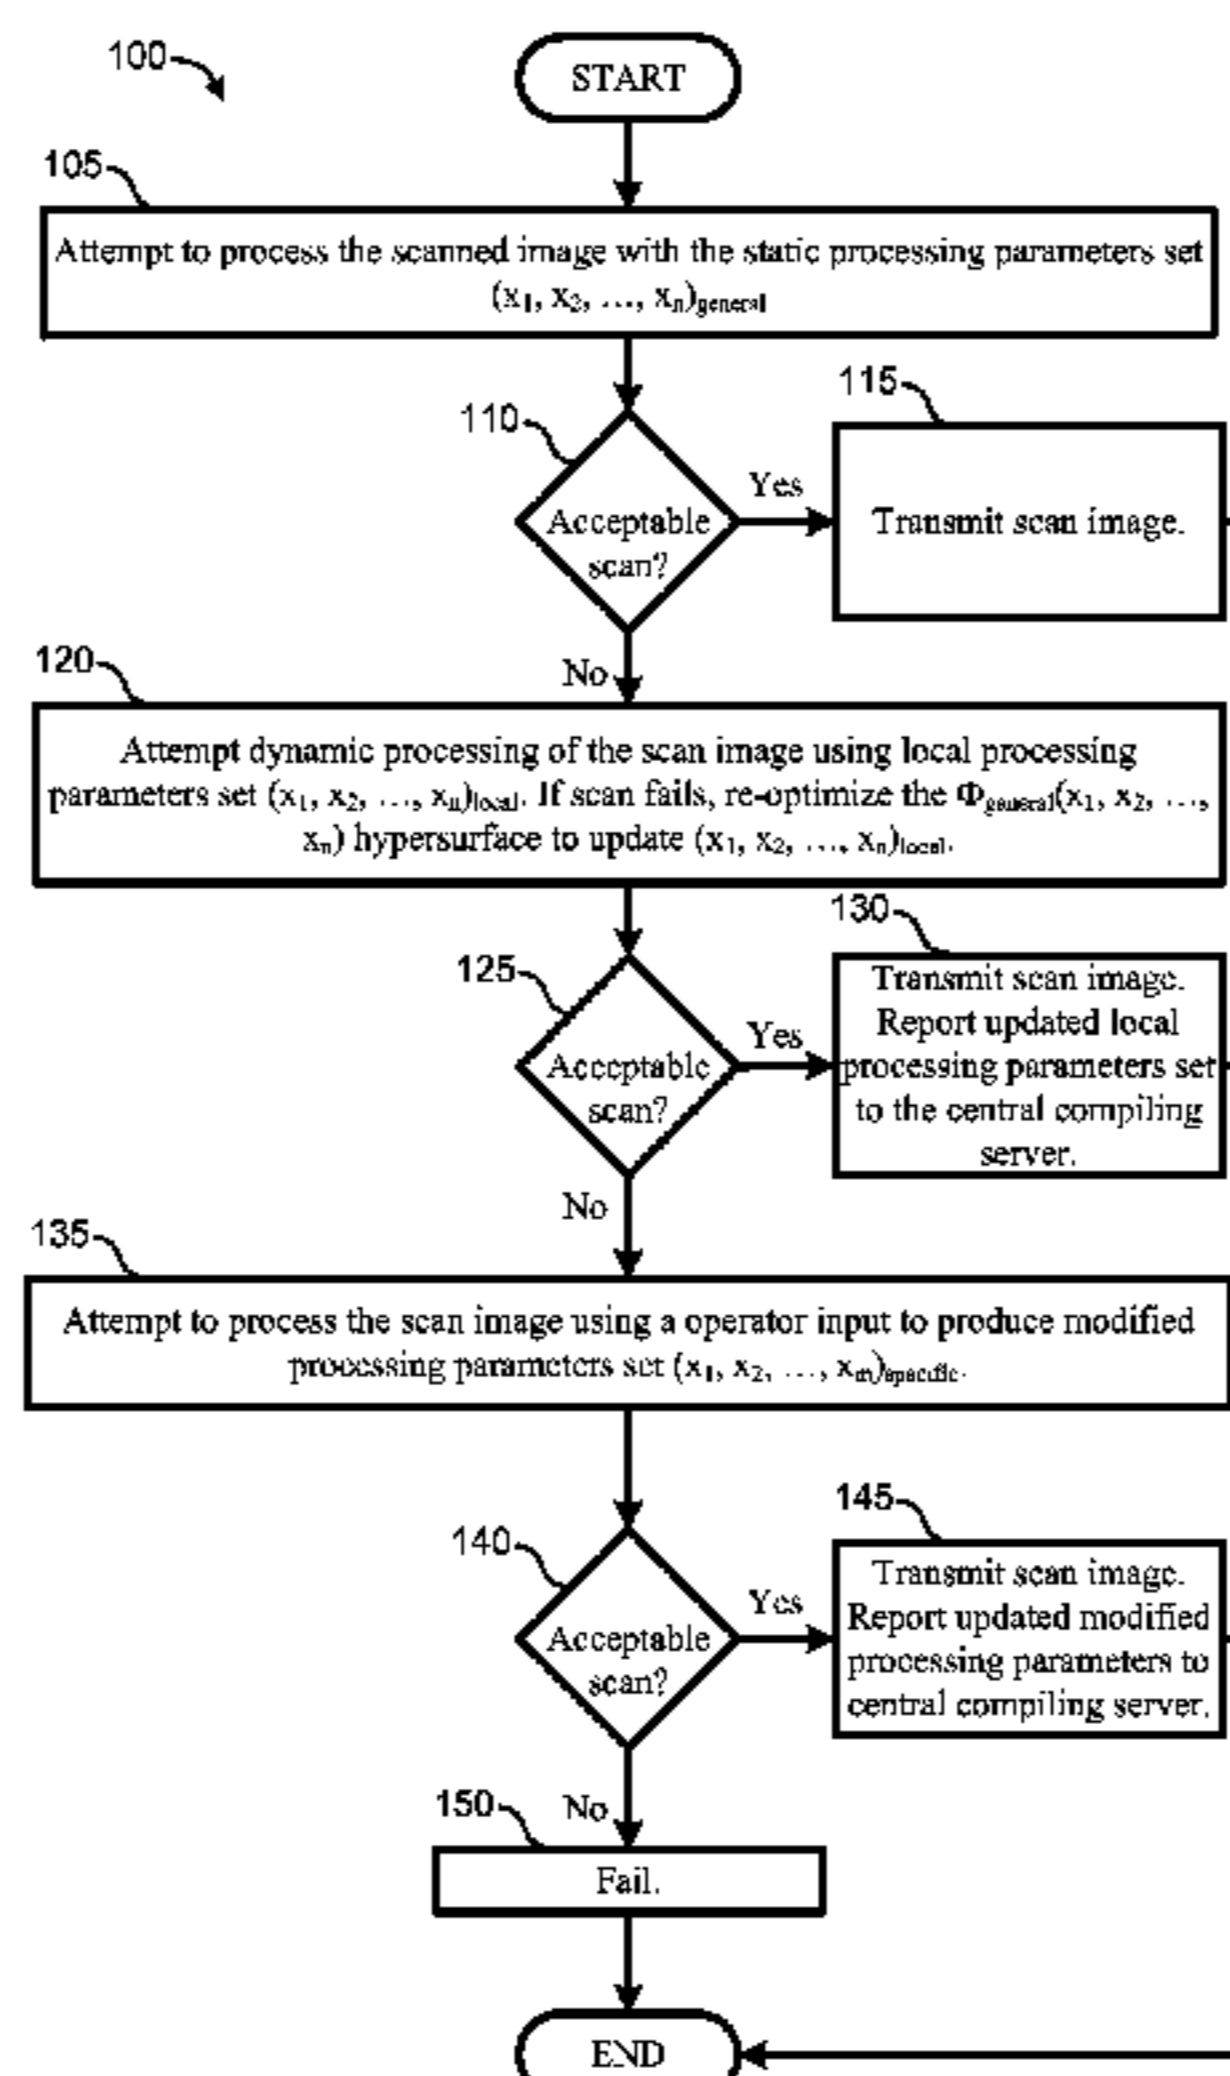 100
START
105
Attempt to process the scanned image with the static processing parameters set
(x₁, x₂, …, xₙ)general
110
Acceptable
scan?
Yes
115
Transmit scan image.
No
120
Attempt dynamic processing of the scan image using local processing
parameters set (x₁, x₂, …, xₙ)local. If scan fails, re-optimize the Φgeneral(x₁, x₂, …,
xₙ) hypersurface to update (x₁, x₂, …, xₙ)local.
125
Acceptable
scan?
Yes
130
Transmit scan image.
Report updated local
processing parameters set
to the central compiling
server.
No
135
Attempt to process the scan image using a operator input to produce modified
processing parameters set (x₁, x₂, …, xₘ)specific.
140
Acceptable
scan?
Yes
145
Transmit scan image.
Report updated modified
processing parameters to
central compiling server.
No
150
Fail.
END